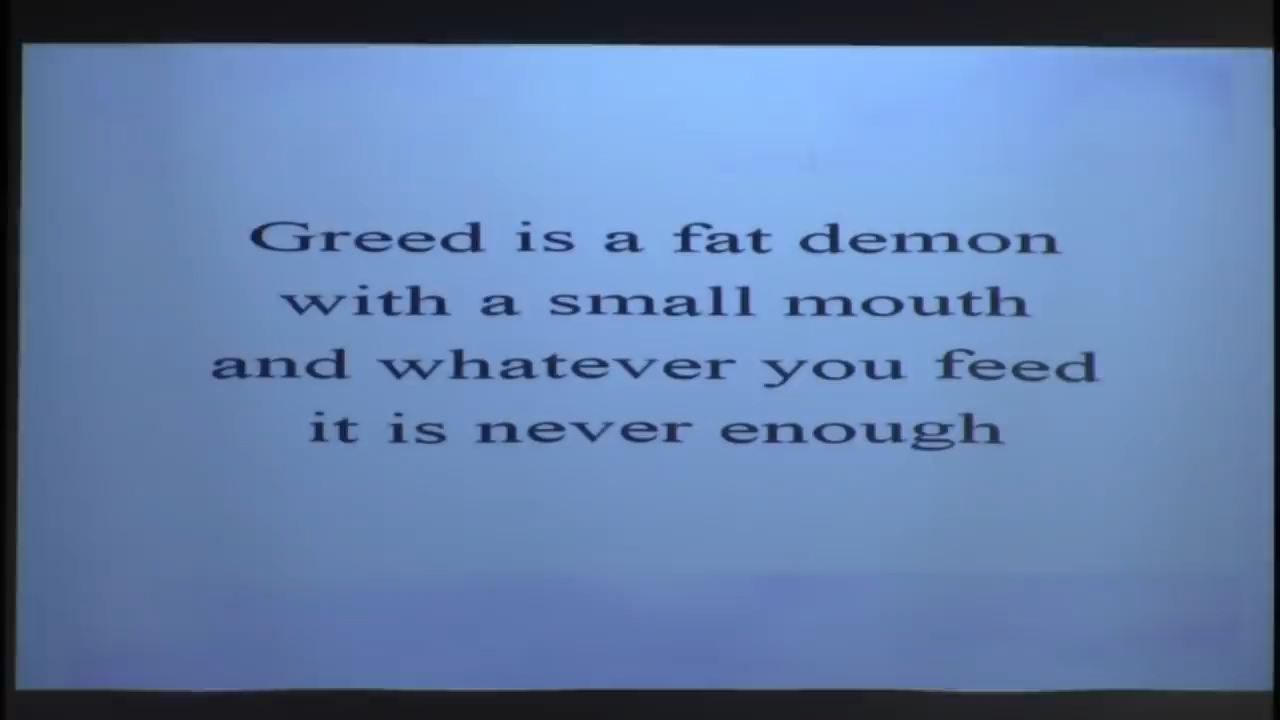 Greed is a fat demon
with a small mouth
and whatever you feed
it is never enough